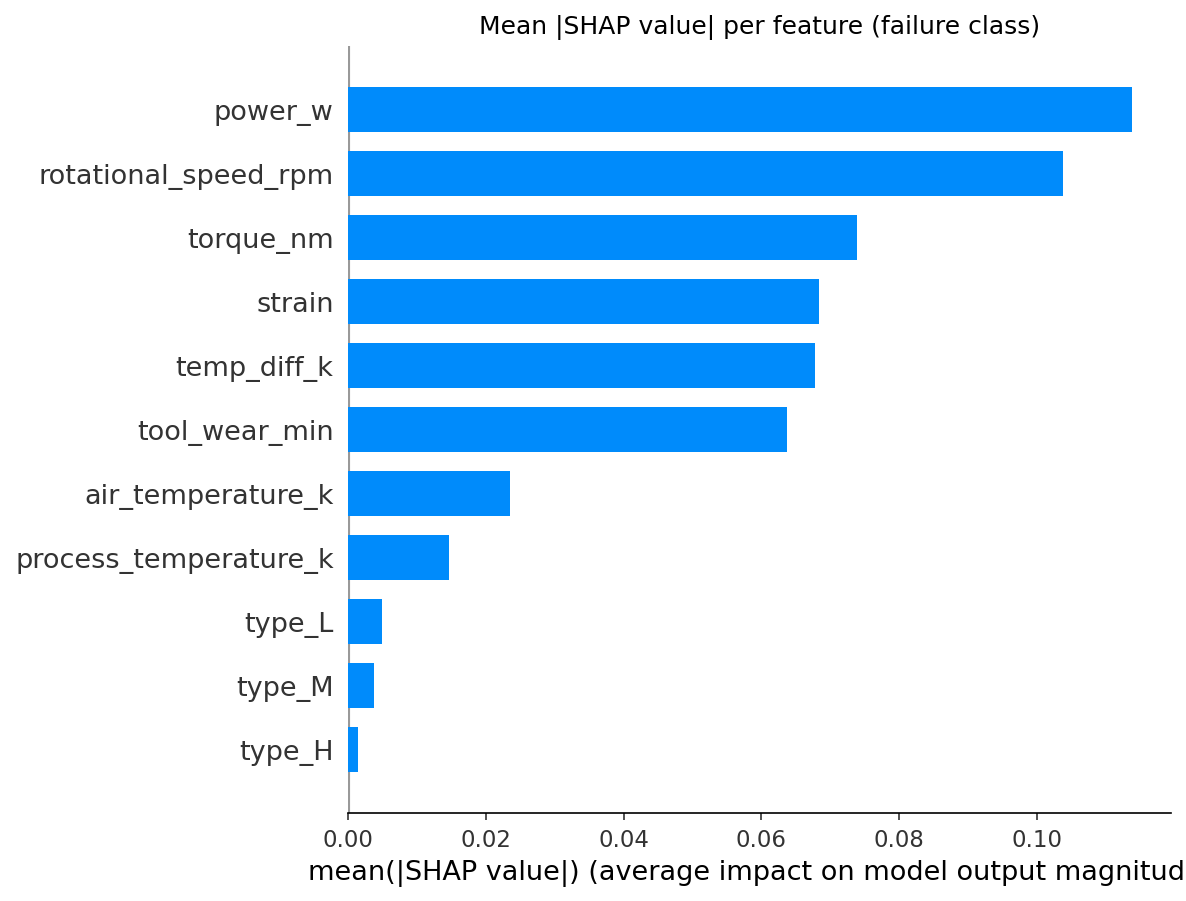 Mean |SHAP value| per feature (failure class)
power_w
rotational_speed_rpm
torque_nm
strain
temp_diff_k
tool_wear_min
air_temperature_k
process_temperature_k
type_L
type_M
type_H
0.00 0.02 0.04 0.06 0.08 0.10
mean(|SHAP value|) (average impact on model output magnitud